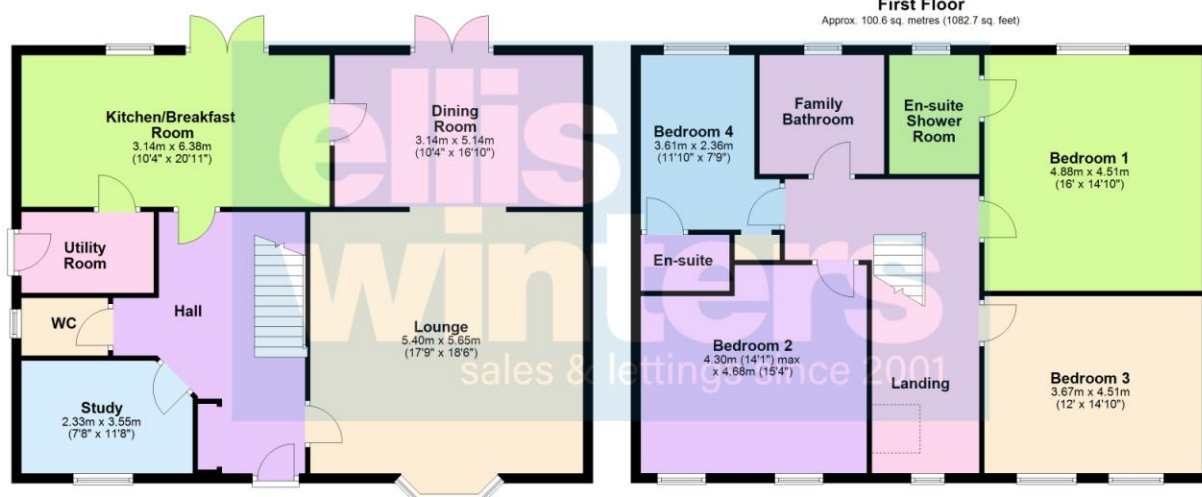 First Floor
Approx. 100.6 sq. metres (1082.7 sq. feet)
Kitchen/Breakfast
Room
3.14m x 6.38m
(10'4" x 20'11")
Dining
Room
3.14m x 5.14m
(10'4" x 16'10")
Utility
Room
WC
Hall
Lounge
5.40m x 5.65m
(17'9" x 18'6")
Study
2.33m x 3.55m
(7'8" x 11'8")
Bedroom 4
3.61m x 2.36m
(11'10" x 7'9")
Family
Bathroom
En-suite
Shower
Room
Bedroom 1
4.88m x 4.51m
(16' x 14'10")
En-suite
Bedroom 2
4.30m (14'1") max
x 4.68m (15'4")
Landing
Bedroom 3
3.67m x 4.51m
(12' x 14'10")
ellis
winters
sales & lettings since 2001